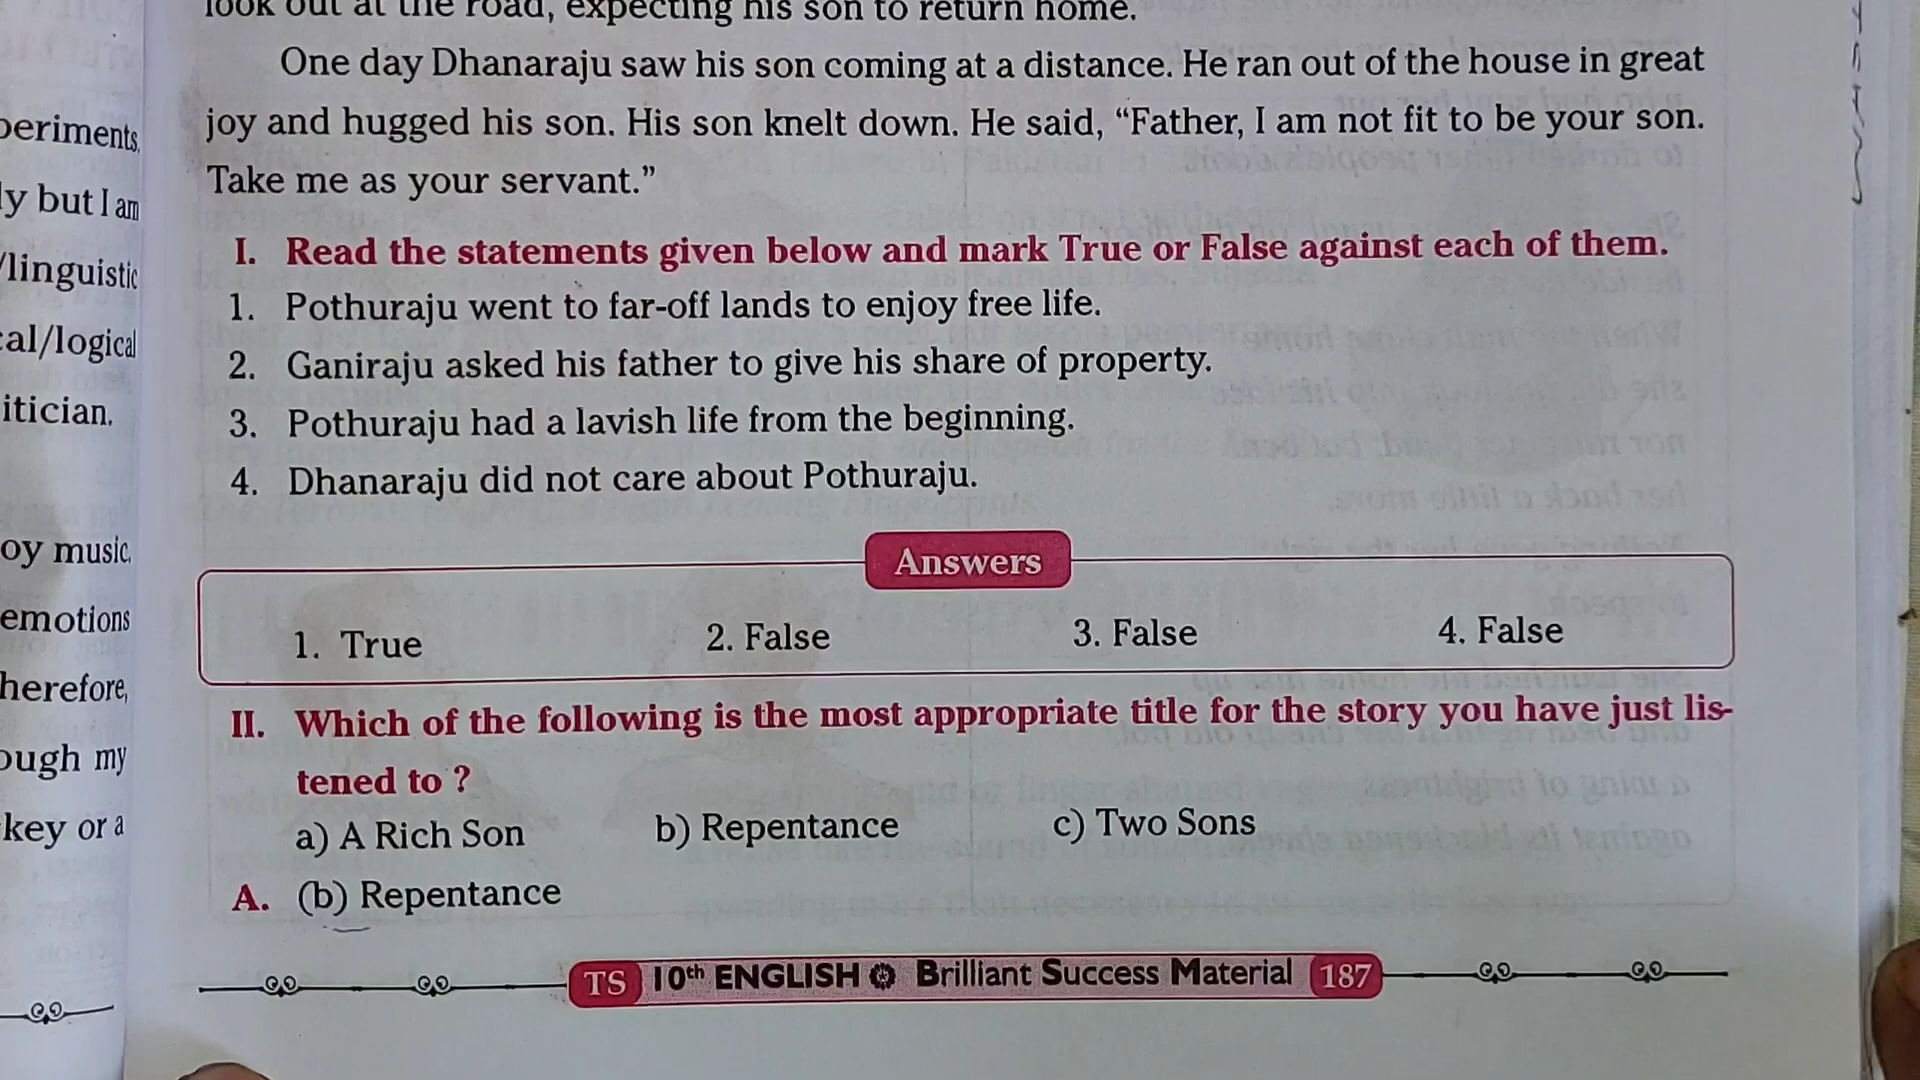 look out at the road, expecting his son to return home.
One day Dhanaraju saw his son coming at a distance. He ran out of the house in great
joy and hugged his son. His son knelt down. He said, “Father, I am not fit to be your son.
Take me as your servant.”
I. Read the statements given below and mark True or False against each of them.
1. Pothuraju went to far-off lands to enjoy free life.
2. Ganiraju asked his father to give his share of property.
3. Pothuraju had a lavish life from the beginning.
4. Dhanaraju did not care about Pothuraju.
Answers
1. True 2. False 3. False 4. False
II. Which of the following is the most appropriate title for the story you have just lis-
tened to ?
a) A Rich Son b) Repentance c) Two Sons
A. (b) Repentance
TS 10th ENGLISH Brilliant Success Material 187
periments,
ly but I am
/linguistic
cal/logical
itician.
oy music.
emotions
herefore,
ough my
key or a